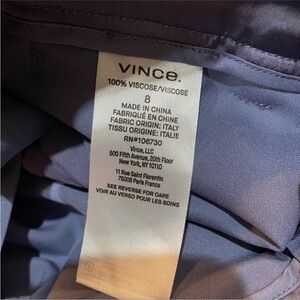 VINCE.
100% VISCOSE/VISCOSE
8
MADE IN CHINA
FABRIQUÉ EN CHINE
FABRIC ORIGIN: ITALY
TISSU ORIGINE: ITALIE
RN#106730
Vince, LLC
500 Fifth Avenue, 20th Floor
New York, NY 10110
11 Rue Saint Florentin
75008 Paris France
SEE REVERSE FOR CARE
VOIR AU VERSO POUR LES SOINS